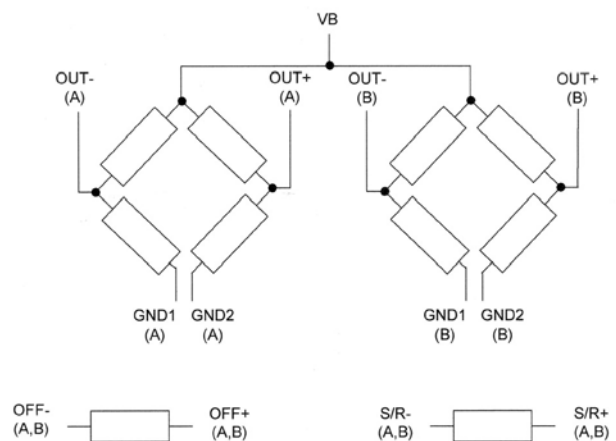 VB
OUT-
(A)
OUT+
(A)
OUT-
(B)
OUT+
(B)
GND1
(A)
GND2
(A)
GND1
(B)
GND2
(B)
OFF-
(A,B)
OFF+
(A,B)
S/R-
(A,B)
S/R+
(A,B)